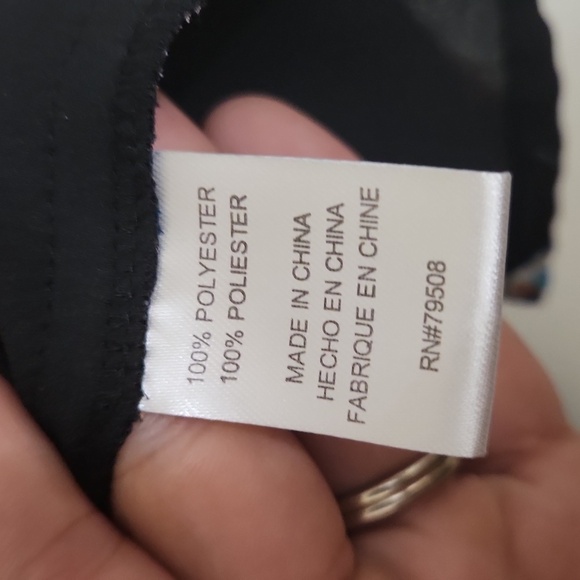 100% POLYESTER
100% POLIESTER
MADE IN CHINA
HECHO EN CHINA
FABRIQUE EN CHINE
RN#79508